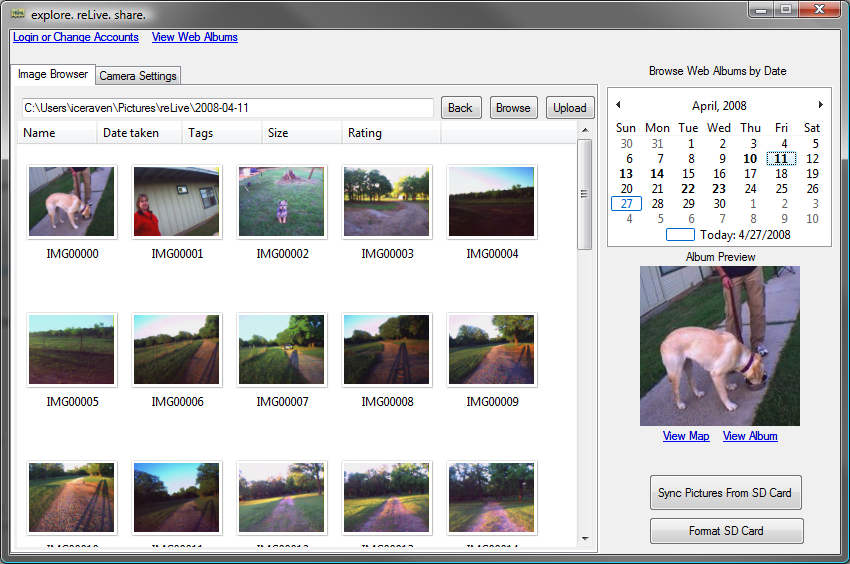 explore. reLive. share.
Login or Change Accounts View Web Albums
Image Browser Camera Settings
C:\Users\iceraven\Pictures\reLive\2008-04-11 Back Browse Upload
Name Date taken Tags Size Rating
IMG00000 IMG00001 IMG00002 IMG00003 IMG00004
IMG00005 IMG00006 IMG00007 IMG00008 IMG00009
IMG00010 IMG00011 IMG00012 IMG00013 IMG00014
Browse Web Albums by Date
April, 2008
Sun Mon Tue Wed Thu Fri Sat
30 31 1 2 3 4 5
6 7 8 9 10 11 12
13 14 15 16 17 18 19
20 21 22 23 24 25 26
27 28 29 30 1 2 3
4 5 6 7 8 9 10
Today: 4/27/2008
Album Preview
View Map View Album
Sync Pictures From SD Card
Format SD Card